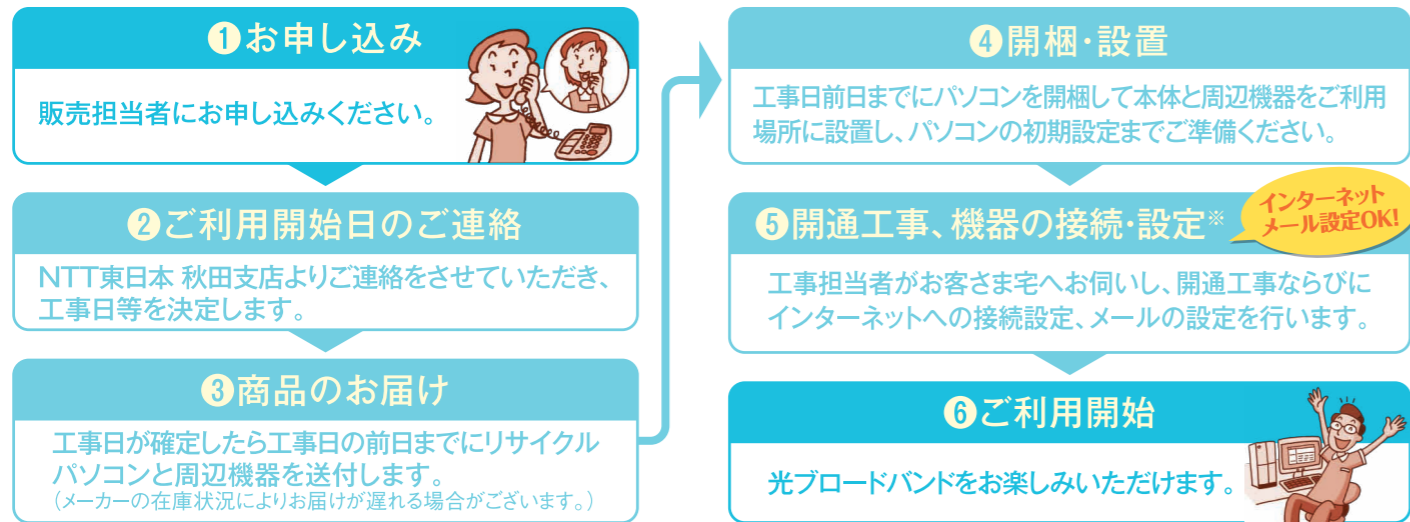 ❶お申し込み
販売担当者にお申し込みください。
❷ご利用開始日のご連絡
NTT東日本 秋田支店よりご連絡をさせていただき、
工事日等を決定します。
❸商品のお届け
工事日が確定したら工事日の前日までにリサイクル
パソコンと周辺機器を送付します。
(メーカーの在庫状況によりお届けが遅れる場合がございます。)
❹開梱・設置
工事日前日までにパソコンを開梱して本体と周辺機器をご利用
場所に設置し、パソコンの初期設定までご準備ください。
❺開通工事、機器の接続・設定※
インターネット
メール設定OK!
工事担当者がお客さま宅へお伺いし、開通工事ならびに
インターネットへの接続設定、メールの設定を行います。
❻ご利用開始
光ブロードバンドをお楽しみいただけます。